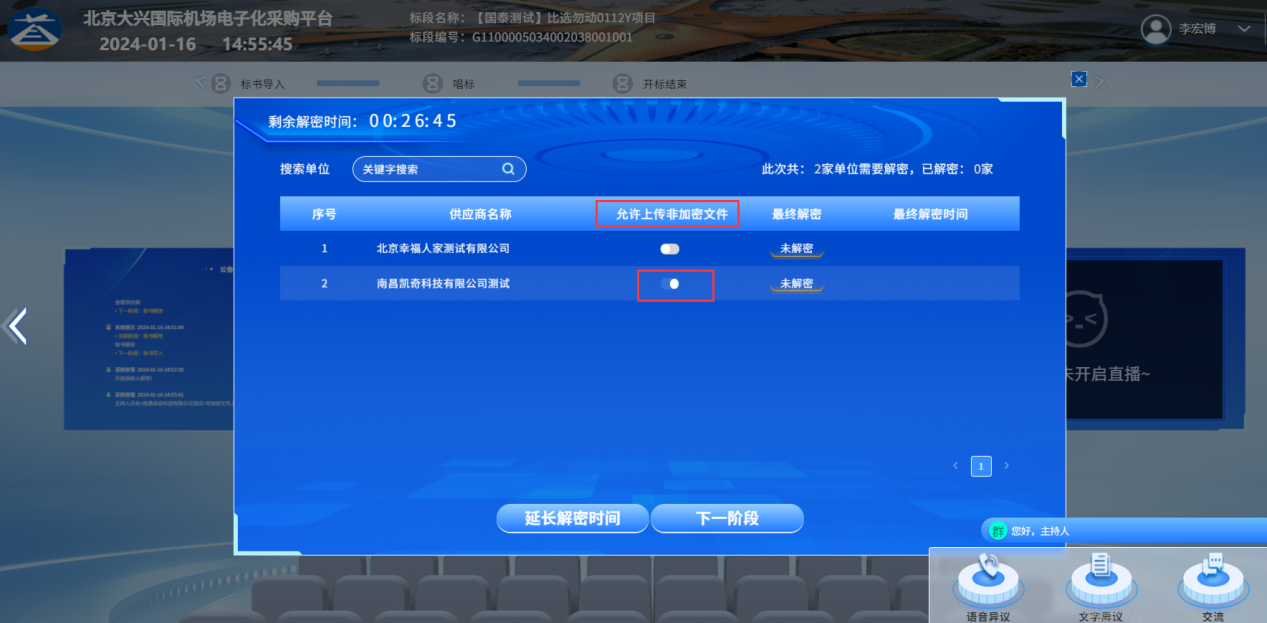 北京大兴国际机场电子化采购平台
2024-01-16 14:55:45
标段名称：【国泰测试】比选勿动0112Y项目
标段编号：G1100005034002038001001
李宏博
标书导入
唱标
开标结束
剩余解密时间：00:26:45
搜索单位
关键字搜索
此次共： 2家单位需要解密，已解密： 0家
序号 供应商名称 允许上传非加密文件 最终解密 最终解密时间
1 北京幸福人家测试有限公司 未解密
2 南昌凯奇科技有限公司测试 未解密
1
延长解密时间
下一阶段
未开启直播~
群 您好，主持人
语音异议
文字异议
交流